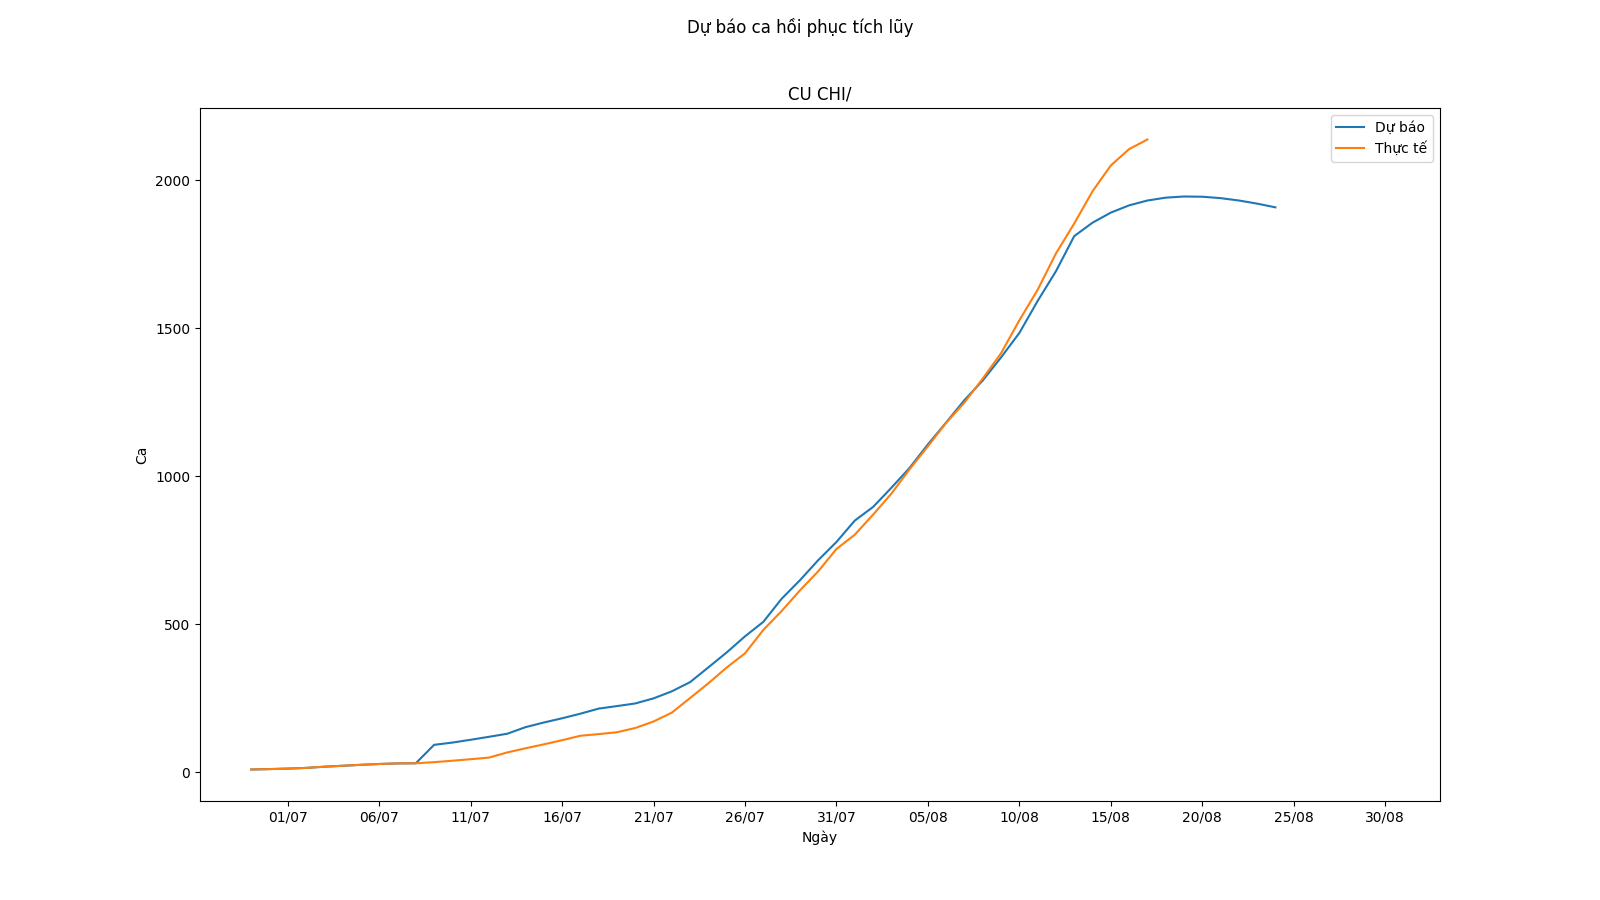 Dự báo ca hồi phục tích lũy
CU CHI/
Dự báo
Thực tế
2000
1500
1000
500
0
Ca
01/07 06/07 11/07 16/07 21/07 26/07 31/07 05/08 10/08 15/08 20/08 25/08 30/08
Ngày